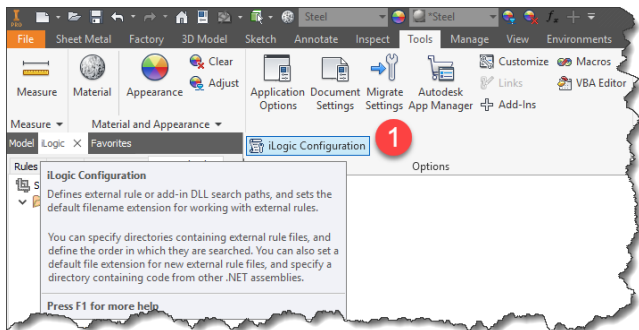 I
PRO
Steel
*Steel
fx
File Sheet Metal Factory 3D Model Sketch Annotate Inspect Tools Manage View Environments
Measure
Material
Appearance
Clear
Adjust
Application
Options
Document
Settings
Migrate
Settings
Autodesk
App Manager
Customize
Links
Add-Ins
Macros
VBA Editor
Measure
Material and Appearance
iLogic Configuration
1
Options
Model iLogic Favorites
Rules
iLogic Configuration
Defines external rule or add-in DLL search paths, and sets the
default filename extension for working with external rules.
You can specify directories containing external rule files, and
define the order in which they are searched. You can also set a
default file extension for new external rule files, and specify a
directory containing code from other .NET assemblies.
Press F1 for more help